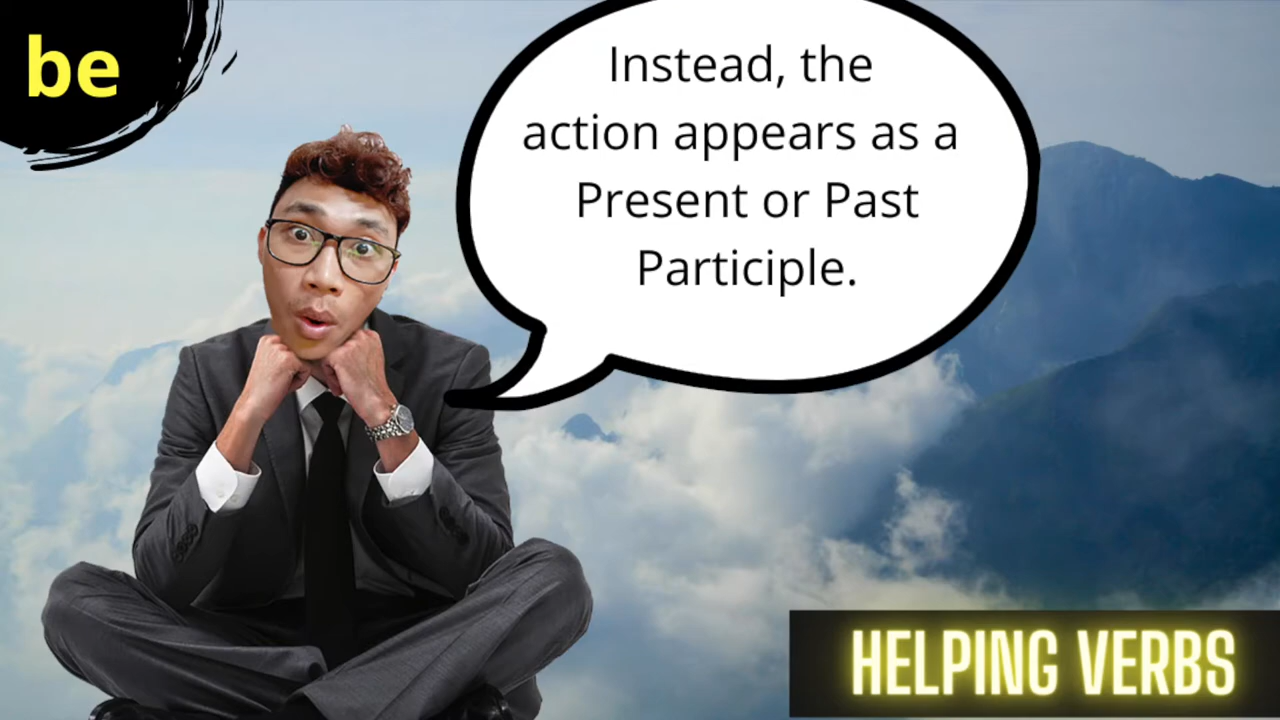 be
Instead, the
action appears as a
Present or Past
Participle.
HELPING VERBS